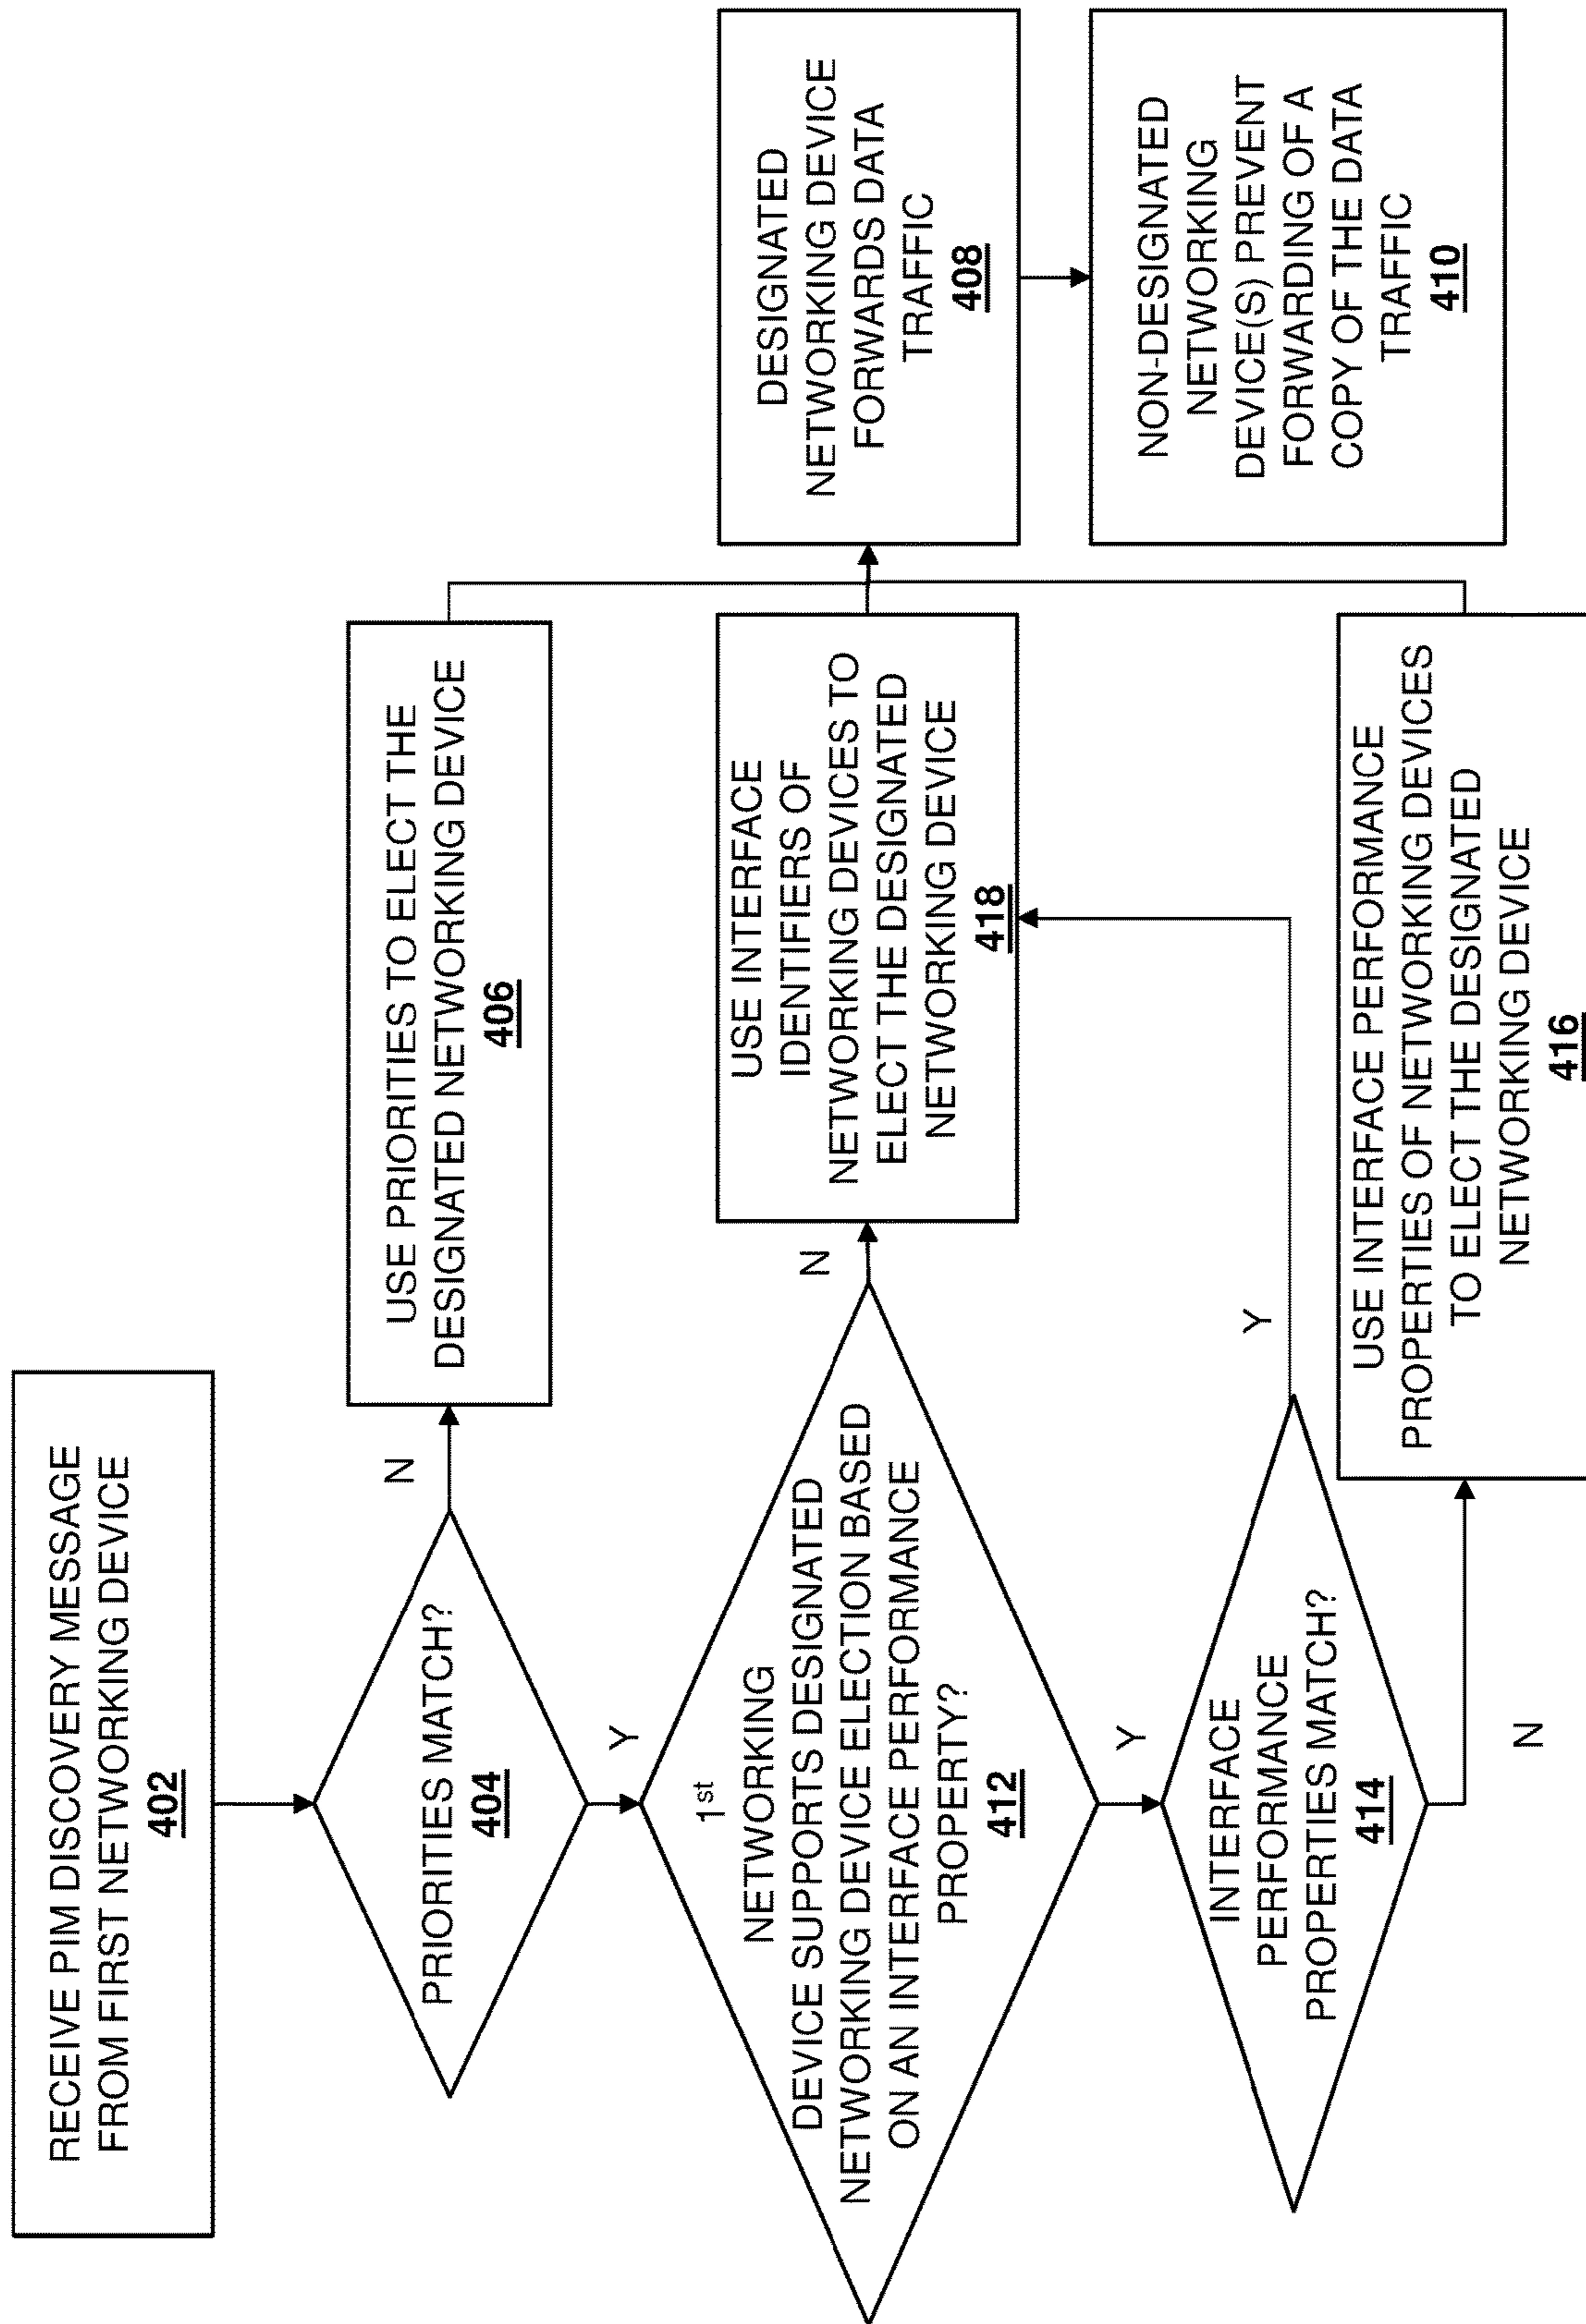 RECEIVE PIM DISCOVERY MESSAGE
FROM FIRST NETWORKING DEVICE
402
PRIORITIES MATCH?
404
N
USE PRIORITIES TO ELECT THE
DESIGNATED NETWORKING DEVICE
406
Y
1st
NETWORKING
DEVICE SUPPORTS DESIGNATED
NETWORKING DEVICE ELECTION BASED
ON AN INTERFACE PERFORMANCE
PROPERTY?
412
N
USE INTERFACE
IDENTIFIERS OF
NETWORKING DEVICES TO
ELECT THE DESIGNATED
NETWORKING DEVICE
418
DESIGNATED
NETWORKING DEVICE
FORWARDS DATA
TRAFFIC
408
NON-DESIGNATED
NETWORKING
DEVICE(S) PREVENT
FORWARDING OF A
COPY OF THE DATA
TRAFFIC
410
Y
INTERFACE
PERFORMANCE
PROPERTIES MATCH?
414
Y
N
USE INTERFACE PERFORMANCE
PROPERTIES OF NETWORKING DEVICES
TO ELECT THE DESIGNATED
NETWORKING DEVICE
416